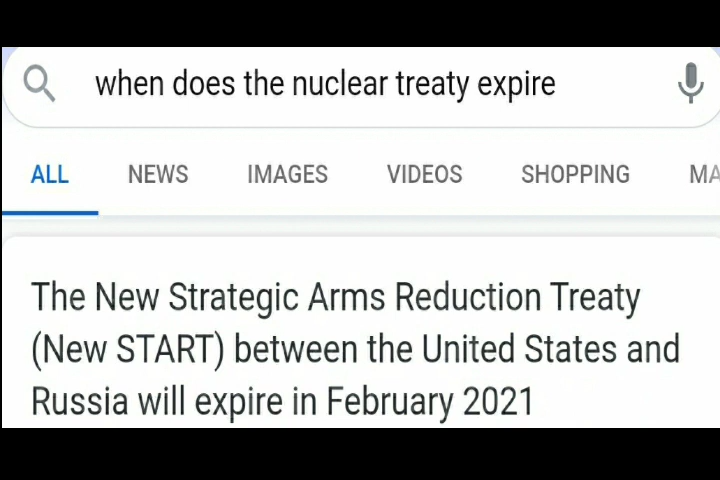 when does the nuclear treaty expire
ALL NEWS IMAGES VIDEOS SHOPPING MA
The New Strategic Arms Reduction Treaty
(New START) between the United States and
Russia will expire in February 2021